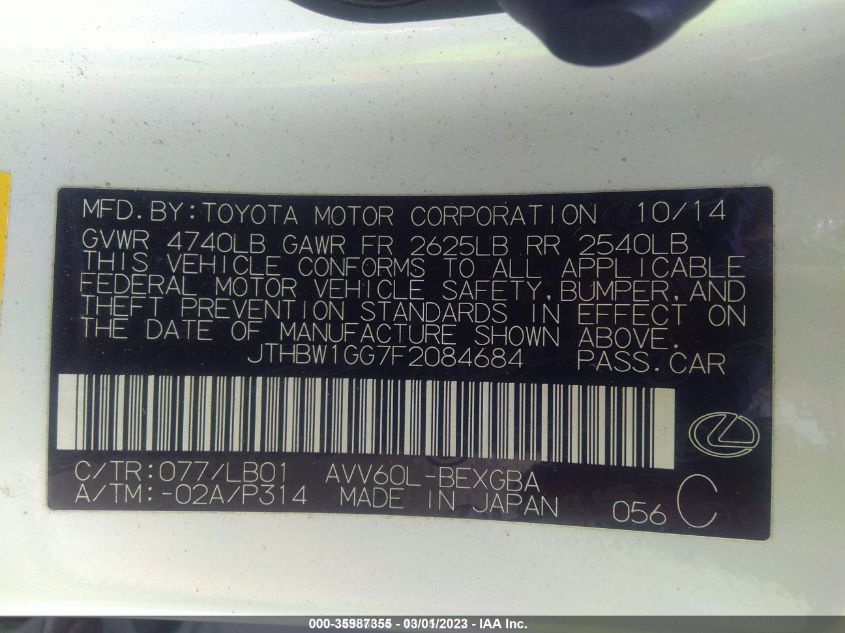 MFD.BY:TOYOTA MOTOR CORPORATION 10/14
GVWR 4740LB GAWR FR 2625LB RR 2540LB
THIS VEHICLE CONFORMS TO ALL APPLICABLE
FEDERAL MOTOR VEHICLE SAFETY,BUMPER,AND
THEFT PREVENTION STANDARDS IN EFFECT ON
THE DATE OF MANUFACTURE SHOWN ABOVE.
JTHBW1GG7F2084684 PASS.CAR
C/TR:077/LB01 AVV60L-BEXGBA
A/TM:-02A/P314 MADE IN JAPAN 056 C
000-35987355 - 03/01/2023 - IAA Inc.